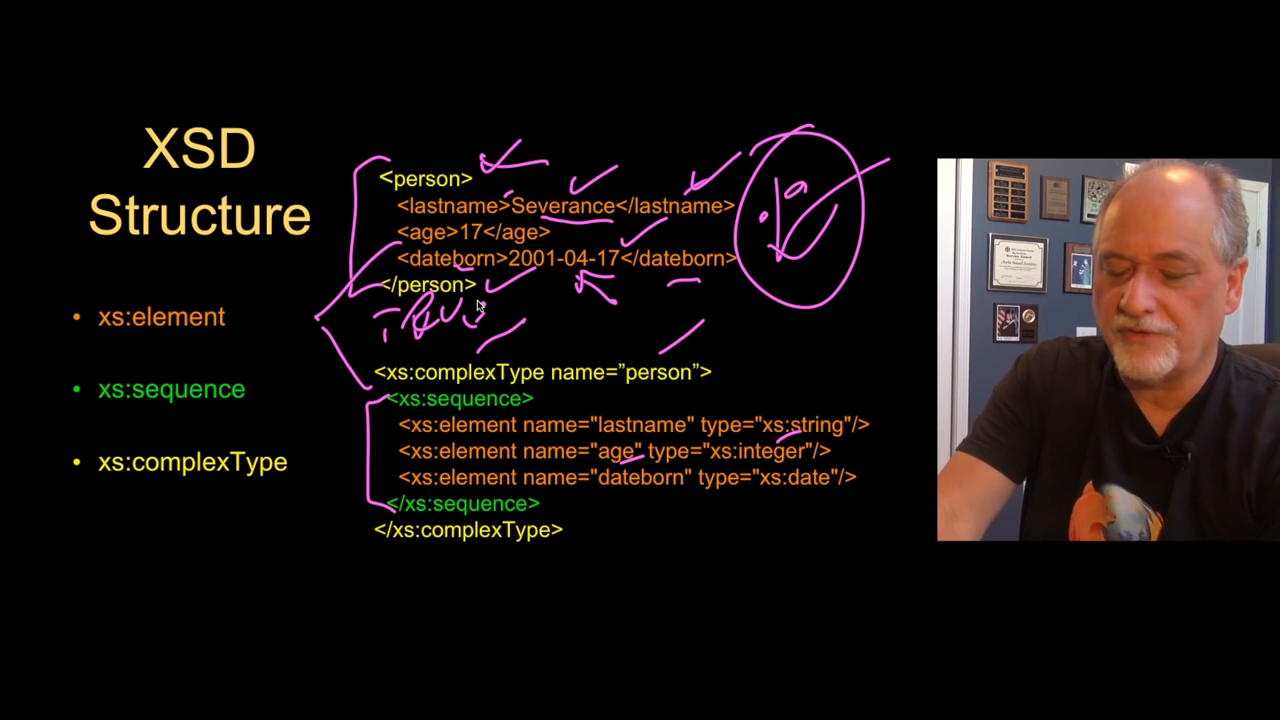 XSD
Structure
• xs:element
• xs:sequence
• xs:complexType
<person>
<lastname>Severance</lastname>
<age>17</age>
<dateborn>2001-04-17</dateborn>
</person>
<xs:complexType name=”person”>
<xs:sequence>
<xs:element name="lastname" type="xs:string"/>
<xs:element name="age" type="xs:integer"/>
<xs:element name="dateborn" type="xs:date"/>
</xs:sequence>
</xs:complexType>